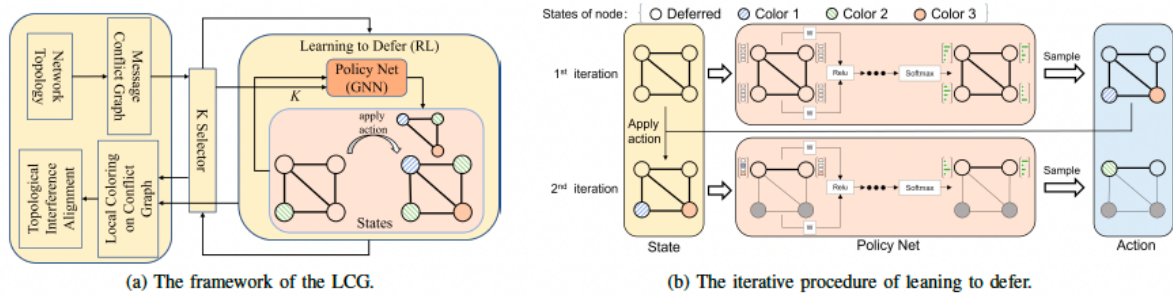 Network Topology
Message Conflict Graph
K Selector
Topological Interference Alignment
Local Coloring on Conflict Graph
Learning to Defer (RL)
Policy Net (GNN)
K
apply action
States
(a) The framework of the LCG.
States of node: Deferred Color 1 Color 2 Color 3
1st iteration
Relu
Softmax
Sample
Apply action
2nd iteration
Relu
Softmax
Sample
State
Policy Net
Action
(b) The iterative procedure of leaning to defer.